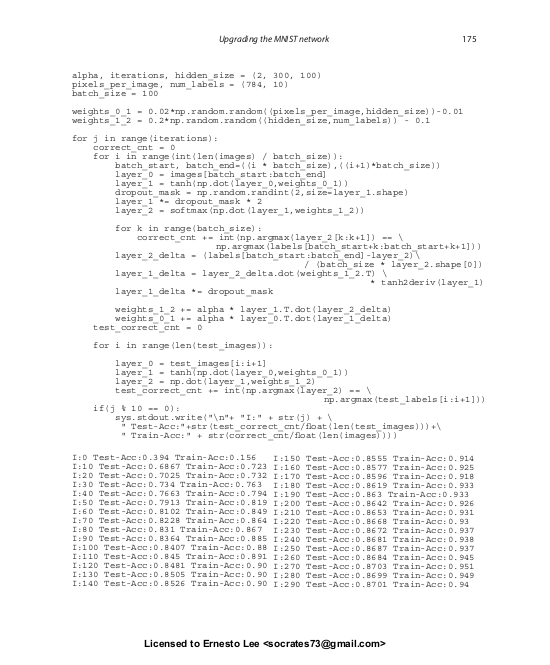 Upgrading the MNIST network 175
alpha, iterations, hidden_size = (2, 300, 100)
pixels_per_image, num_labels = (784, 10)
batch_size = 100
weights_0_1 = 0.02*np.random.random((pixels_per_image,hidden_size))-0.01
weights_1_2 = 0.2*np.random.random((hidden_size,num_labels)) - 0.1
for j in range(iterations):
correct_cnt = 0
for i in range(int(len(images) / batch_size)):
batch_start, batch_end=((i * batch_size),((i+1)*batch_size))
layer_0 = images[batch_start:batch_end]
layer_1 = tanh(np.dot(layer_0,weights_0_1))
dropout_mask = np.random.randint(2,size=layer_1.shape)
layer_1 *= dropout_mask * 2
layer_2 = softmax(np.dot(layer_1,weights_1_2))
for k in range(batch_size):
correct_cnt += int(np.argmax(layer_2[k:k+1]) == \
np.argmax(labels[batch_start+k:batch_start+k+1]))
layer_2_delta = (labels[batch_start:batch_end]-layer_2)\
/ (batch_size * layer_2.shape[0])
layer_1_delta = layer_2_delta.dot(weights_1_2.T) \
* tanh2deriv(layer_1)
layer_1_delta *= dropout_mask
weights_1_2 += alpha * layer_1.T.dot(layer_2_delta)
weights_0_1 += alpha * layer_0.T.dot(layer_1_delta)
test_correct_cnt = 0
for i in range(len(test_images)):
layer_0 = test_images[i:i+1]
layer_1 = tanh(np.dot(layer_0,weights_0_1))
layer_2 = np.dot(layer_1,weights_1_2)
test_correct_cnt += int(np.argmax(layer_2) == \
np.argmax(test_labels[i:i+1]))
if(j % 10 == 0):
sys.stdout.write("\n"+ "I:" + str(j) + \
" Test-Acc:"+str(test_correct_cnt/float(len(test_images)))+\
" Train-Acc:" + str(correct_cnt/float(len(images))))
I:0 Test-Acc:0.394 Train-Acc:0.156
I:10 Test-Acc:0.6867 Train-Acc:0.723
I:20 Test-Acc:0.7025 Train-Acc:0.732
I:30 Test-Acc:0.734 Train-Acc:0.763
I:40 Test-Acc:0.7663 Train-Acc:0.794
I:50 Test-Acc:0.7913 Train-Acc:0.819
I:60 Test-Acc:0.8102 Train-Acc:0.849
I:70 Test-Acc:0.8228 Train-Acc:0.864
I:80 Test-Acc:0.831 Train-Acc:0.867
I:90 Test-Acc:0.8364 Train-Acc:0.885
I:100 Test-Acc:0.8407 Train-Acc:0.88
I:110 Test-Acc:0.845 Train-Acc:0.891
I:120 Test-Acc:0.8481 Train-Acc:0.90
I:130 Test-Acc:0.8505 Train-Acc:0.90
I:140 Test-Acc:0.8526 Train-Acc:0.90
I:150 Test-Acc:0.8555 Train-Acc:0.914
I:160 Test-Acc:0.8577 Train-Acc:0.925
I:170 Test-Acc:0.8596 Train-Acc:0.918
I:180 Test-Acc:0.8619 Train-Acc:0.933
I:190 Test-Acc:0.863 Train-Acc:0.933
I:200 Test-Acc:0.8642 Train-Acc:0.926
I:210 Test-Acc:0.8653 Train-Acc:0.931
I:220 Test-Acc:0.8668 Train-Acc:0.93
I:230 Test-Acc:0.8672 Train-Acc:0.937
I:240 Test-Acc:0.8681 Train-Acc:0.938
I:250 Test-Acc:0.8687 Train-Acc:0.937
I:260 Test-Acc:0.8684 Train-Acc:0.945
I:270 Test-Acc:0.8703 Train-Acc:0.951
I:280 Test-Acc:0.8699 Train-Acc:0.949
I:290 Test-Acc:0.8701 Train-Acc:0.94
Licensed to Ernesto Lee <socrates73@gmail.com>